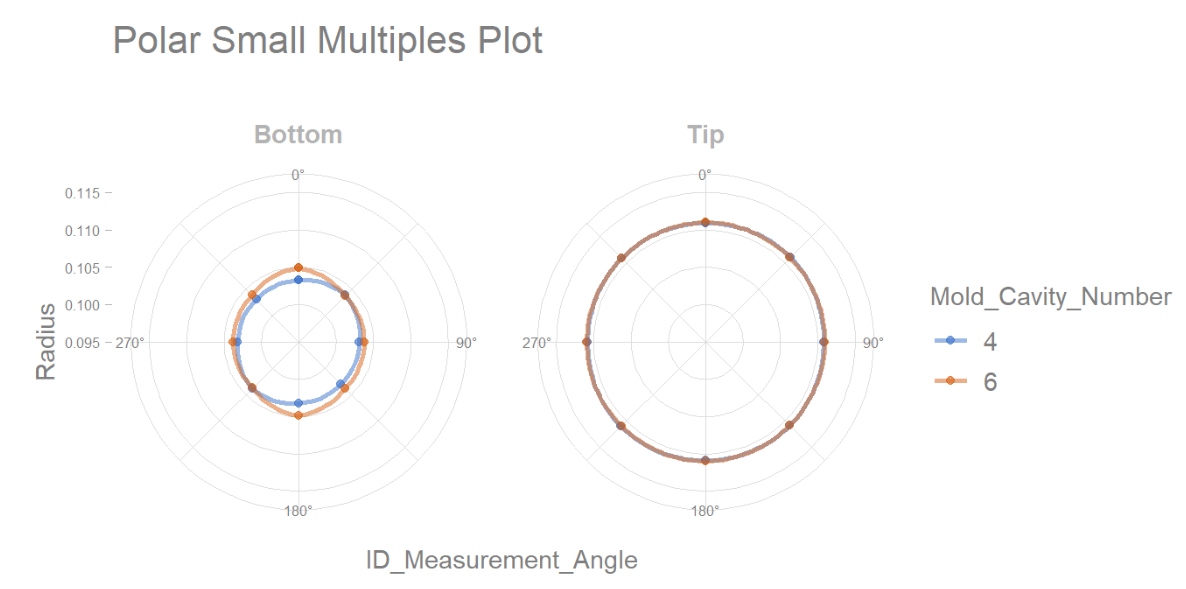 Polar Small Multiples Plot
Bottom
Tip
0°
0°
0.115
0.110
0.105
0.100
0.095
270°
90°
270°
90°
180°
180°
Radius
ID_Measurement_Angle
Mold_Cavity_Number
4
6